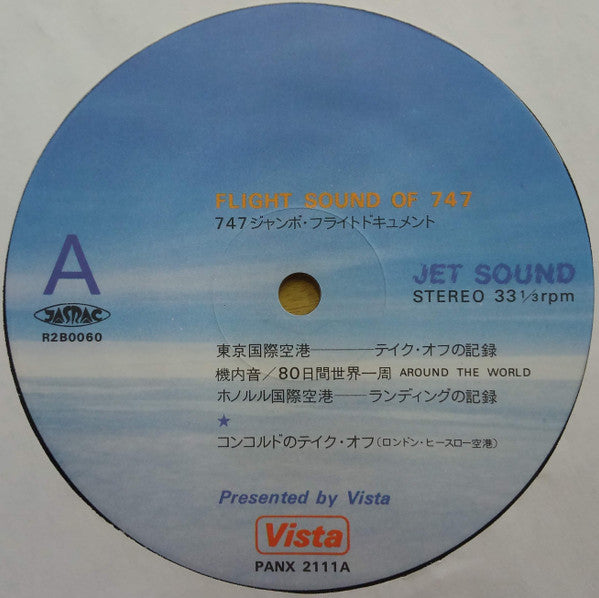 FLIGHT SOUND OF 747
747ジャンボ・フライトドキュメント
A
JET SOUND
STEREO 33 1/3 rpm
JASRAC
R2B0060
東京国際空港────テイク・オフの記録
機内音／80日間世界一周 AROUND THE WORLD
ホノルル国際空港──ランディングの記録
★
コンコルドのテイク・オフ(ロンドン・ヒースロー空港)
Presented by Vista
Vista
PANX 2111A